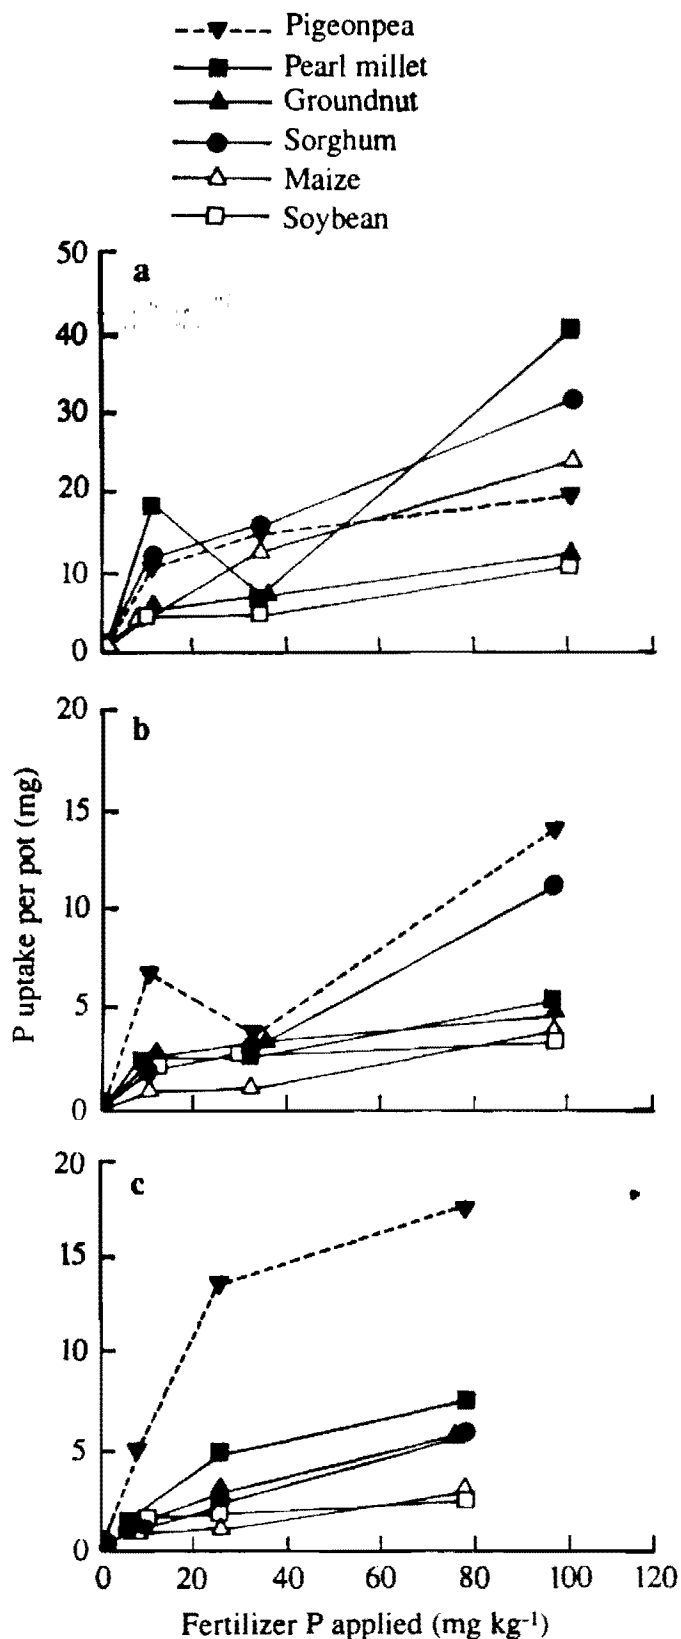 Pigeonpea
Pearl millet
Groundnut
Sorghum
Maize
Soybean
a
50
40
30
20
10
0
P uptake per pot (mg)
b
20
15
10
5
0
c
20
15
10
5
0
0 20 40 60 80 100 120
Fertilizer P applied (mg kg⁻¹)